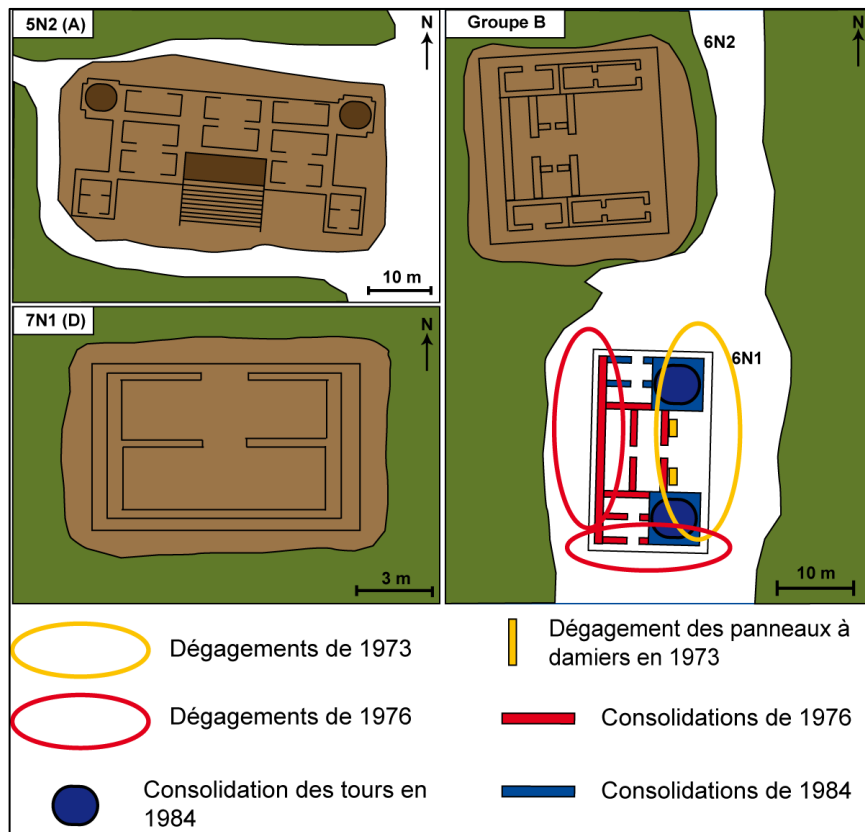 5N2 (A)
N
10 m
Groupe B
N
6N2
7N1 (D)
N
3 m
6N1
10 m
Dégagements de 1973
Dégagement des panneaux à
damiers en 1973
Dégagements de 1976
Consolidations de 1976
Consolidation des tours en
1984
Consolidations de 1984